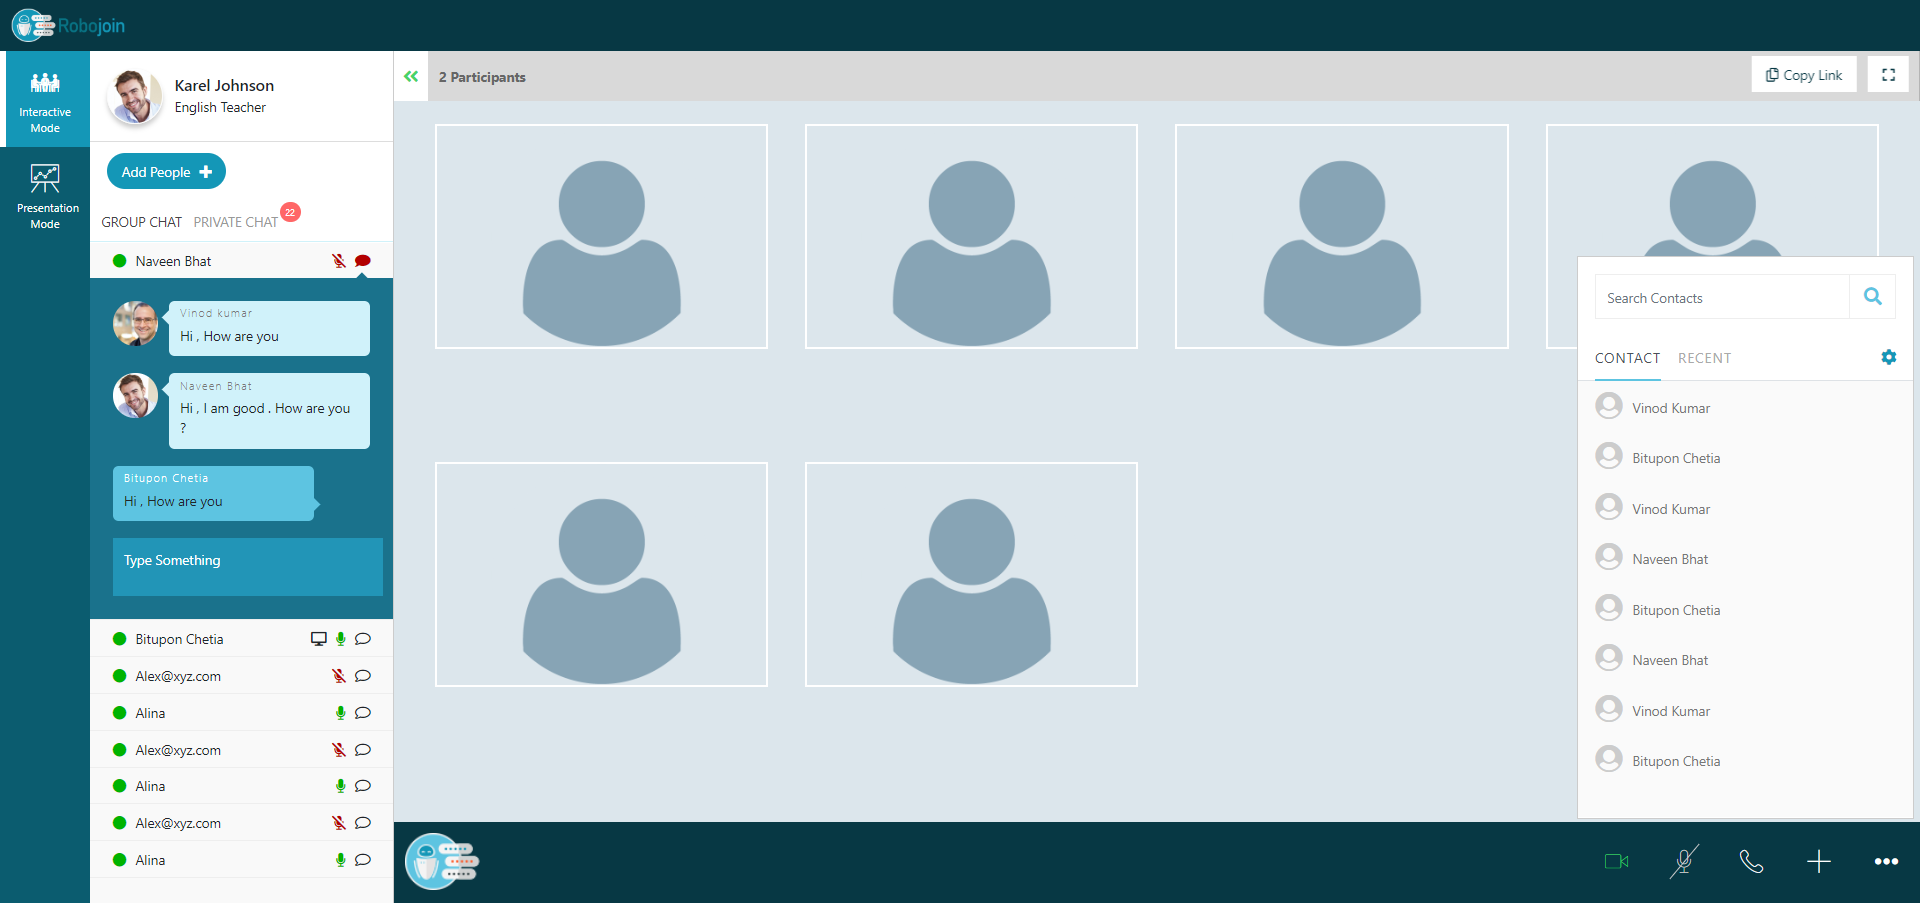 Robojoin
Interactive
Mode
Presentation
Mode
Karel Johnson
English Teacher
Add People
GROUP CHAT PRIVATE CHAT 22
Naveen Bhat
Vinod kumar
Hi , How are you
Naveen Bhat
Hi , I am good . How are you
?
Bitupon Chetia
Hi , How are you
Type Something
Bitupon Chetia
Alex@xyz.com
Alina
Alex@xyz.com
Alina
Alex@xyz.com
Alina
2 Participants
Copy Link
Search Contacts
CONTACT RECENT
Vinod Kumar
Bitupon Chetia
Vinod Kumar
Naveen Bhat
Bitupon Chetia
Naveen Bhat
Vinod Kumar
Bitupon Chetia